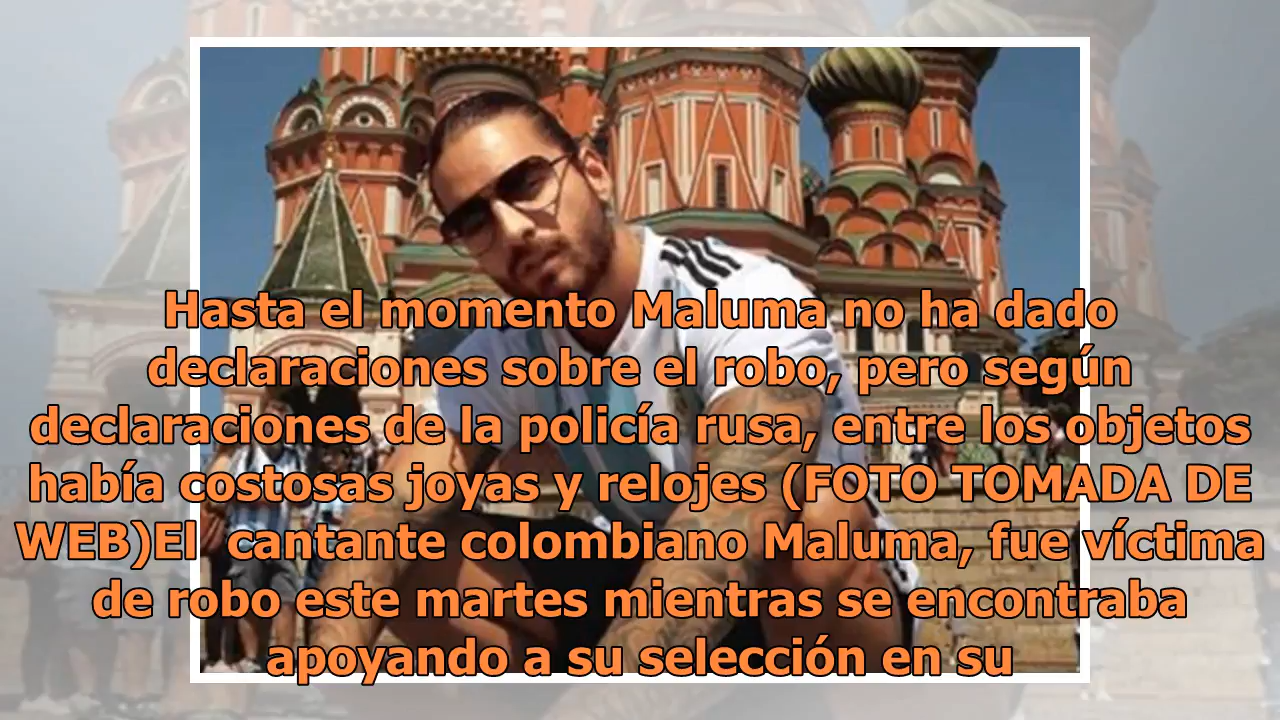 Hasta el momento Maluma no ha dado
declaraciones sobre el robo, pero según
declaraciones de la policía rusa, entre los objetos
había costosas joyas y relojes (FOTO TOMADA DE
WEB)El  cantante colombiano Maluma, fue víctima
de robo este martes mientras se encontraba
apoyando a su selección en su